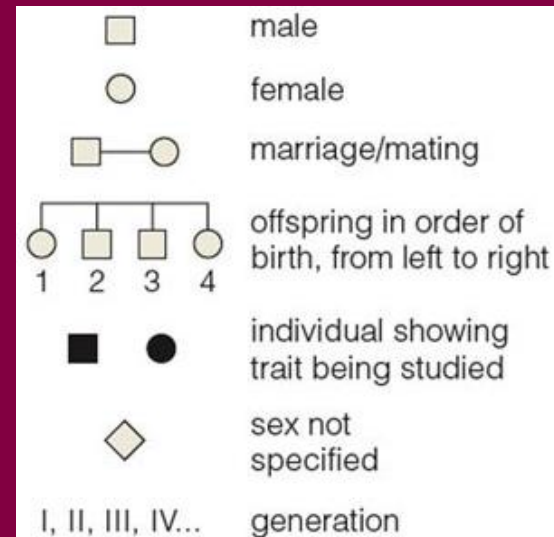 male
female
marriage/mating
offspring in order of
birth, from left to right
1 2 3 4
individual showing
trait being studied
sex not
specified
I, II, III, IV... generation